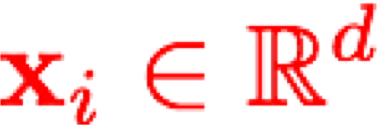 𝐱ᵢ ∈ ℝᵈ